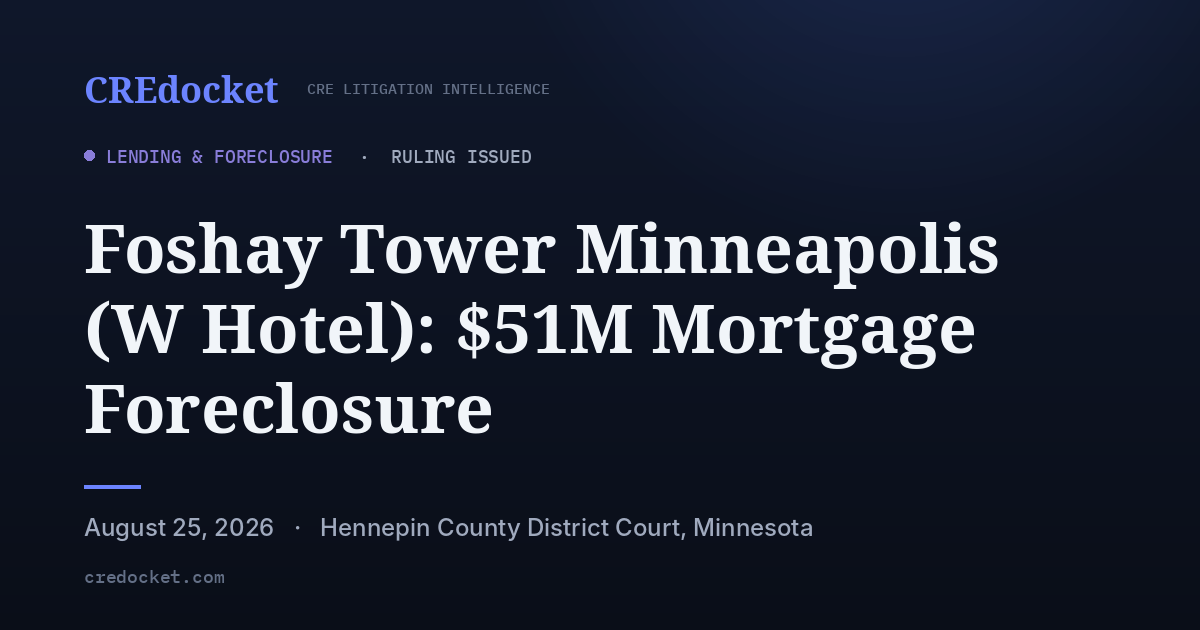 CREdocket CRE LITIGATION INTELLIGENCE
LENDING & FORECLOSURE · RULING ISSUED
Foshay Tower Minneapolis
(W Hotel): $51M Mortgage
Foreclosure
August 25, 2026 · Hennepin County District Court, Minnesota
credocket.com